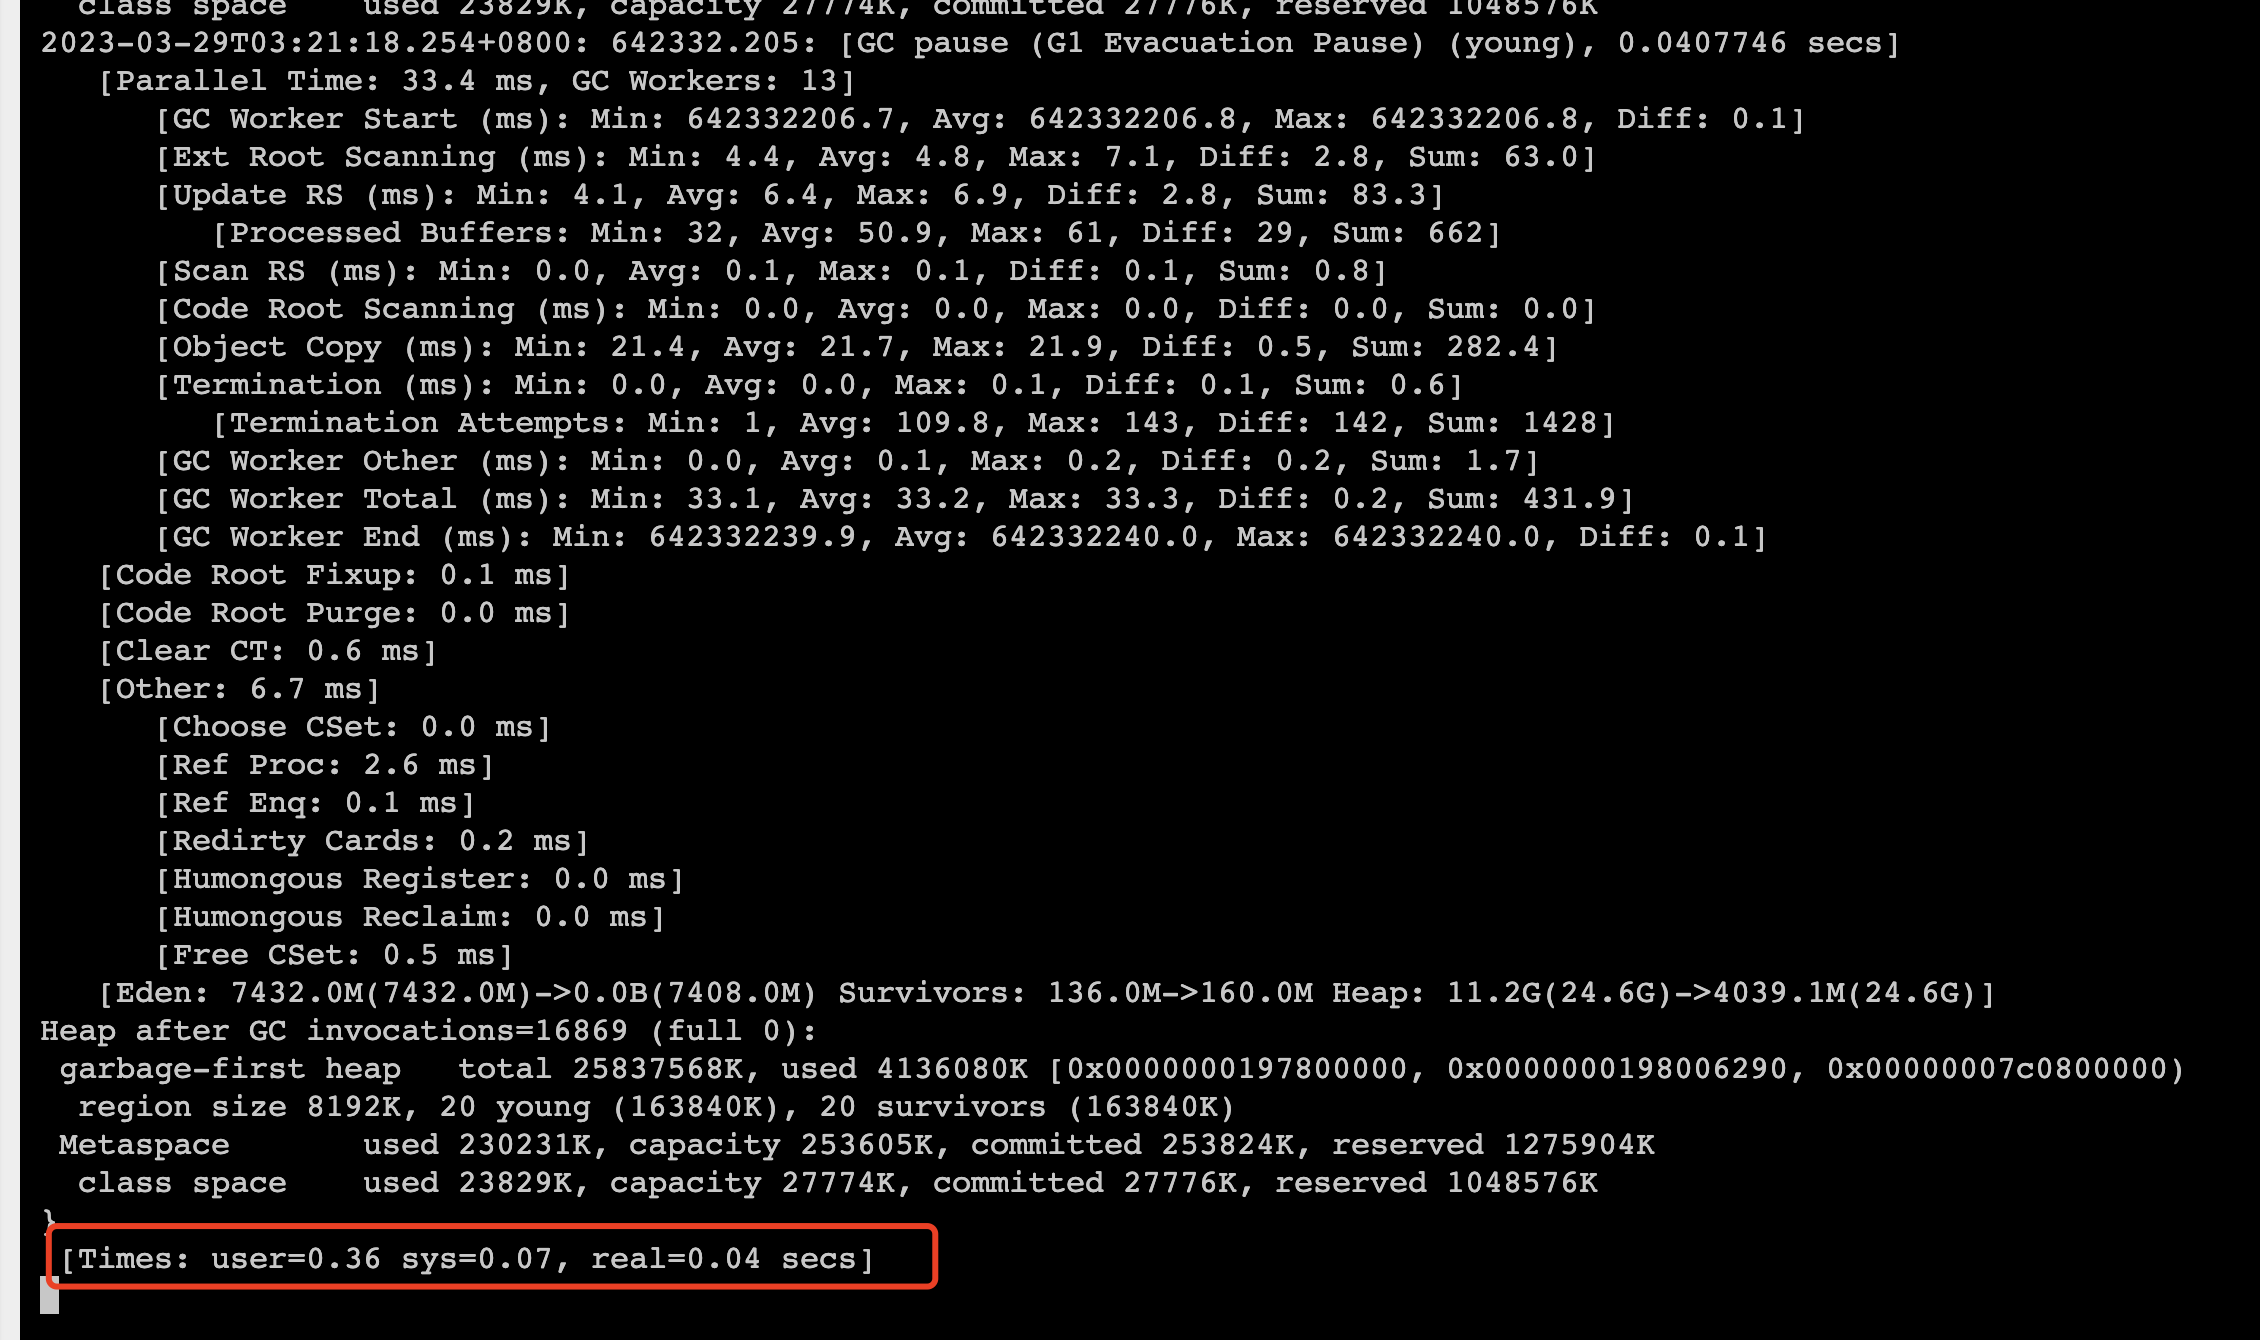 class space    used 23829K, capacity 27774K, committed 27776K, reserved 1048576K
2023-03-29T03:21:18.254+0800: 642332.205: [GC pause (G1 Evacuation Pause) (young), 0.0407746 secs]
   [Parallel Time: 33.4 ms, GC Workers: 13]
      [GC Worker Start (ms): Min: 642332206.7, Avg: 642332206.8, Max: 642332206.8, Diff: 0.1]
      [Ext Root Scanning (ms): Min: 4.4, Avg: 4.8, Max: 7.1, Diff: 2.8, Sum: 63.0]
      [Update RS (ms): Min: 4.1, Avg: 6.4, Max: 6.9, Diff: 2.8, Sum: 83.3]
         [Processed Buffers: Min: 32, Avg: 50.9, Max: 61, Diff: 29, Sum: 662]
      [Scan RS (ms): Min: 0.0, Avg: 0.1, Max: 0.1, Diff: 0.1, Sum: 0.8]
      [Code Root Scanning (ms): Min: 0.0, Avg: 0.0, Max: 0.0, Diff: 0.0, Sum: 0.0]
      [Object Copy (ms): Min: 21.4, Avg: 21.7, Max: 21.9, Diff: 0.5, Sum: 282.4]
      [Termination (ms): Min: 0.0, Avg: 0.0, Max: 0.1, Diff: 0.1, Sum: 0.6]
         [Termination Attempts: Min: 1, Avg: 109.8, Max: 143, Diff: 142, Sum: 1428]
      [GC Worker Other (ms): Min: 0.0, Avg: 0.1, Max: 0.2, Diff: 0.2, Sum: 1.7]
      [GC Worker Total (ms): Min: 33.1, Avg: 33.2, Max: 33.3, Diff: 0.2, Sum: 431.9]
      [GC Worker End (ms): Min: 642332239.9, Avg: 642332240.0, Max: 642332240.0, Diff: 0.1]
   [Code Root Fixup: 0.1 ms]
   [Code Root Purge: 0.0 ms]
   [Clear CT: 0.6 ms]
   [Other: 6.7 ms]
      [Choose CSet: 0.0 ms]
      [Ref Proc: 2.6 ms]
      [Ref Enq: 0.1 ms]
      [Redirty Cards: 0.2 ms]
      [Humongous Register: 0.0 ms]
      [Humongous Reclaim: 0.0 ms]
      [Free CSet: 0.5 ms]
   [Eden: 7432.0M(7432.0M)->0.0B(7408.0M) Survivors: 136.0M->160.0M Heap: 11.2G(24.6G)->4039.1M(24.6G)]
Heap after GC invocations=16869 (full 0):
 garbage-first heap   total 25837568K, used 4136080K [0x0000000197800000, 0x0000000198006290, 0x00000007c0800000)
  region size 8192K, 20 young (163840K), 20 survivors (163840K)
 Metaspace       used 230231K, capacity 253605K, committed 253824K, reserved 1275904K
  class space    used 23829K, capacity 27774K, committed 27776K, reserved 1048576K
}
 [Times: user=0.36 sys=0.07, real=0.04 secs]